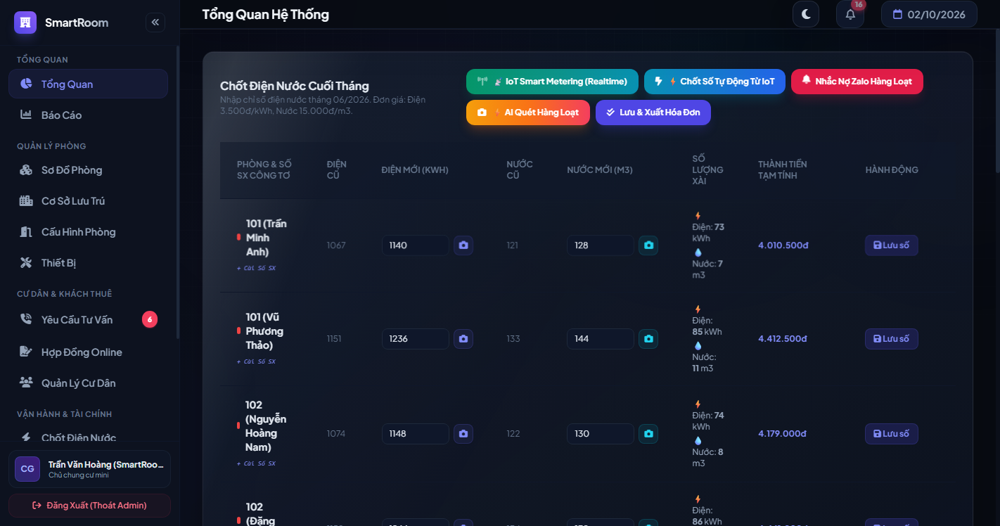 SmartRoom
Tổng Quan Hệ Thống
16
02/10/2026
TỔNG QUAN
Tổng Quan
Báo Cáo
QUẢN LÝ PHÒNG
Sơ Đồ Phòng
Cơ Sở Lưu Trú
Cấu Hình Phòng
Thiết Bị
CƯ DÂN & KHÁCH THUÊ
Yêu Cầu Tư Vấn
6
Hợp Đồng Online
Quản Lý Cư Dân
VẬN HÀNH & TÀI CHÍNH
Chốt Điện Nước
CG
Trần Văn Hoàng (SmartRoo...
Chủ chung cư mini
Đăng Xuất (Thoát Admin)
Chốt Điện Nước Cuối Tháng
Nhập chỉ số điện nước tháng 06/2026. Đơn giá: Điện
3.500đ/kWh, Nước 15.000đ/m3.
IoT Smart Metering (Realtime)
Chốt Số Tự Động Từ IoT
Nhắc Nợ Zalo Hàng Loạt
AI Quét Hàng Loạt
Lưu & Xuất Hóa Đơn
PHÒNG & SỐ
SX CÔNG TƠ
ĐIỆN
CŨ
ĐIỆN MỚI (KWH)
NƯỚC
CŨ
NƯỚC MỚI (M3)
SỐ
LƯỢNG
XÀI
THÀNH TIỀN
TẠM TÍNH
HÀNH ĐỘNG
101 (Trần
Minh
Anh)
+ Cài Số SX
1067
1140
121
128
Điện: 73
kWh
Nước: 7
m3
4.010.500đ
Lưu số
101 (Vũ
Phương
Thảo)
+ Cài Số SX
1151
1236
133
144
Điện:
85 kWh
Nước:
11 m3
4.412.500đ
Lưu số
102
(Nguyễn
Hoàng
Nam)
+ Cài Số SX
1074
1148
122
130
Điện: 74
kWh
Nước: 8
m3
4.179.000đ
Lưu số
102
(Đặng
Điện:
86 kWh